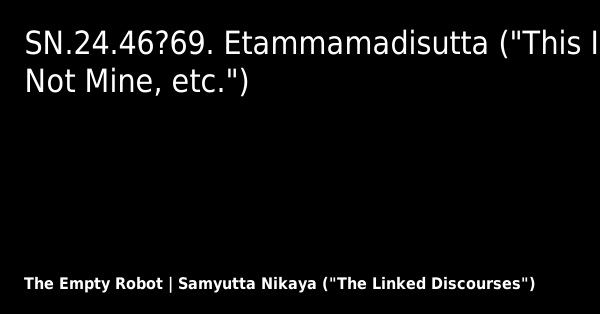 SN.24.46?69. Etammamadisutta ("This I
Not Mine, etc.")
The Empty Robot | Samyutta Nikaya ("The Linked Discourses")